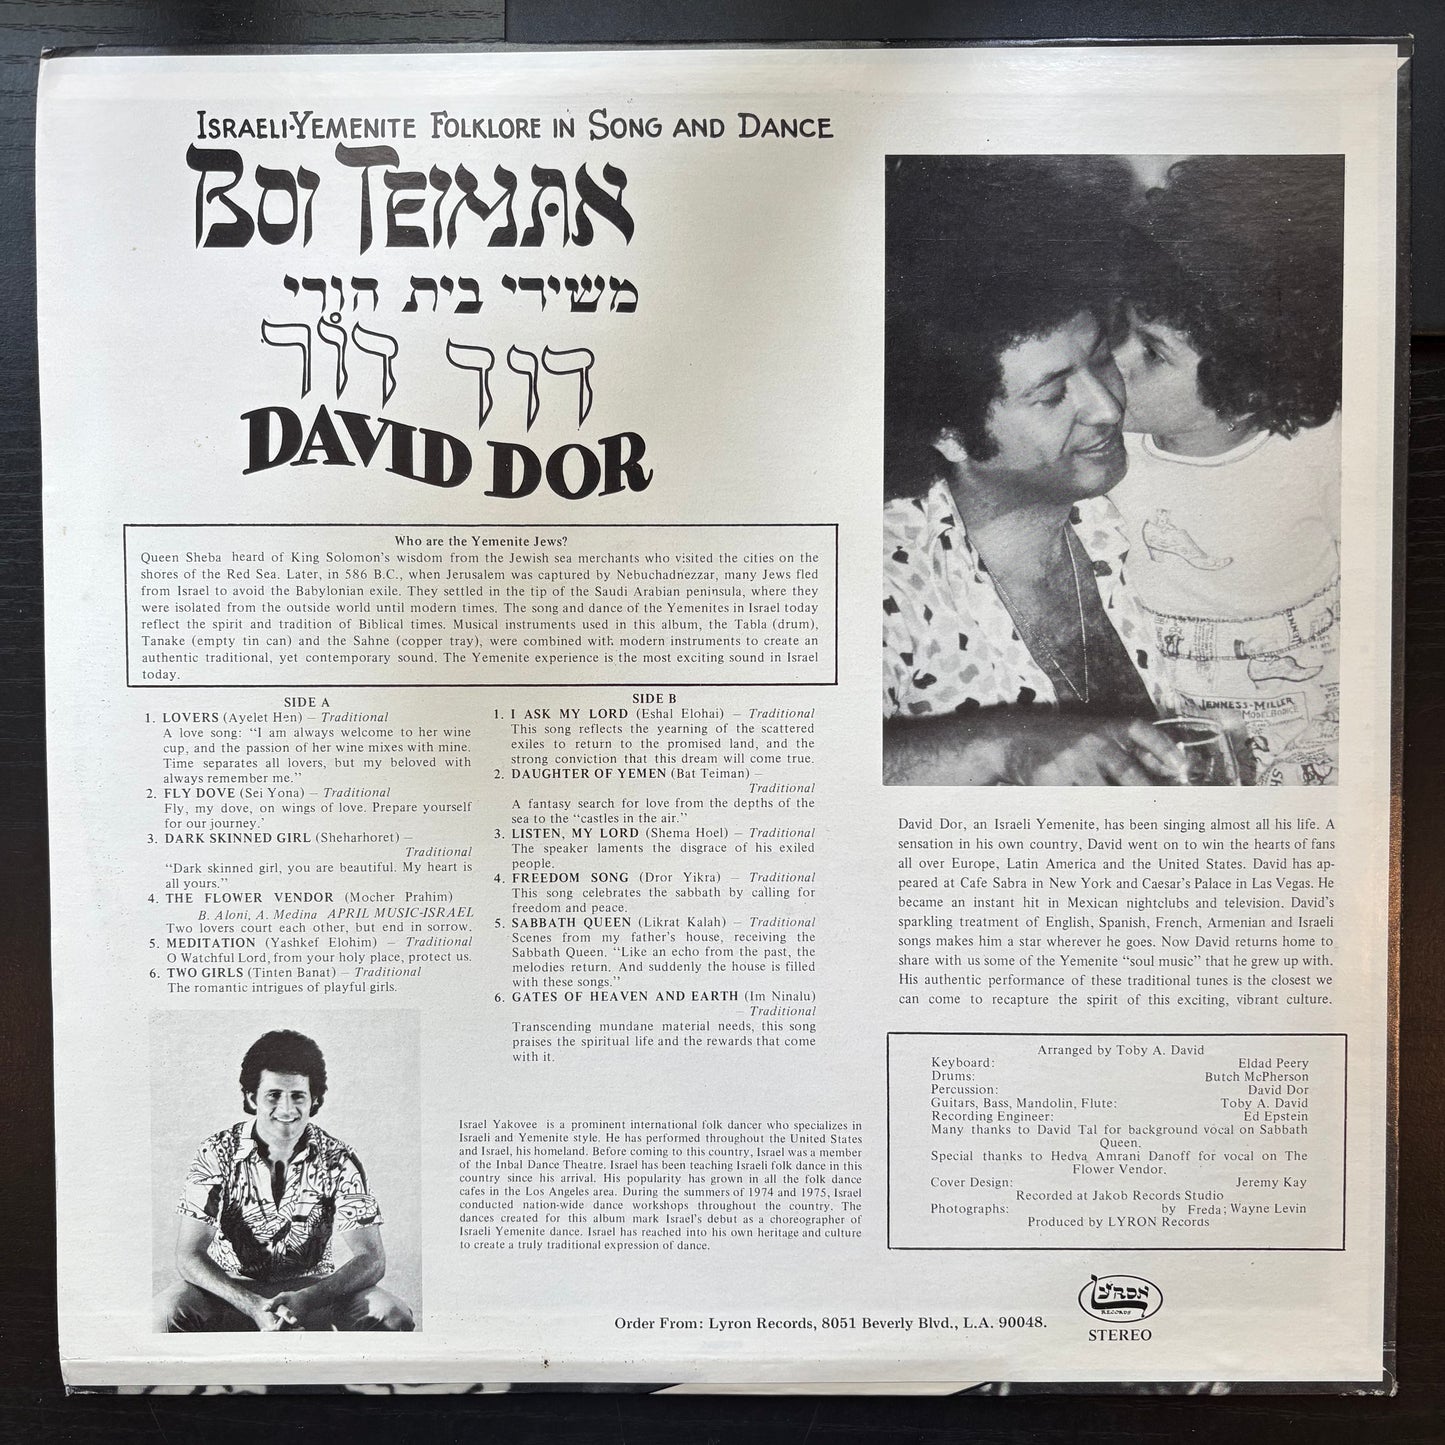 ISRAELI·YEMENITE FOLKLORE IN SONG AND DANCE
BOI TEIMAN
משירי בית הורי
דוד דוֹר
DAVID DOR
Who are the Yemenite Jews?
Queen Sheba heard of King Solomon's wisdom from the Jewish sea merchants who visited the cities on the
shores of the Red Sea. Later, in 586 B.C., when Jerusalem was captured by Nebuchadnezzar, many Jews fled
from Israel to avoid the Babylonian exile. They settled in the tip of the Saudi Arabian peninsula, where they
were isolated from the outside world until modern times. The song and dance of the Yemenites in Israel today
reflect the spirit and tradition of Biblical times. Musical instruments used in this album, the Tabla (drum),
Tanake (empty tin can) and the Sahne (copper tray), were combined with modern instruments to create an
authentic traditional, yet contemporary sound. The Yemenite experience is the most exciting sound in Israel
today.
SIDE A
1. LOVERS (Ayelet Hen) – Traditional
A love song: "I am always welcome to her wine
cup, and the passion of her wine mixes with mine.
Time separates all lovers, but my beloved with
always remember me."
2. FLY DOVE (Sei Yona) – Traditional
Fly, my dove, on wings of love. Prepare yourself
for our journey.'
3. DARK SKINNED GIRL (Sheharhoret) –
Traditional
"Dark skinned girl, you are beautiful. My heart is
all yours."
4. THE FLOWER VENDOR (Mocher Prahim)
B. Aloni, A. Medina APRIL MUSIC-ISRAEL
Two lovers court each other, but end in sorrow.
5. MEDITATION (Yashkef Elohim) – Traditional
O Watchful Lord, from your holy place, protect us.
6. TWO GIRLS (Tinten Banat) – Traditional
The romantic intrigues of playful girls.
SIDE B
1. I ASK MY LORD (Eshal Elohai) – Traditional
This song reflects the yearning of the scattered
exiles to return to the promised land, and the
strong conviction that this dream will come true.
2. DAUGHTER OF YEMEN (Bat Teiman) –
Traditional
A fantasy search for love from the depths of the
sea to the "castles in the air."
3. LISTEN, MY LORD (Shema Hoel) – Traditional
The speaker laments the disgrace of his exiled
people.
4. FREEDOM SONG (Dror Yikra) – Traditional
This song celebrates the sabbath by calling for
freedom and peace.
5. SABBATH QUEEN (Likrat Kalah) – Traditional
Scenes from my father's house, receiving the
Sabbath Queen. "Like an echo from the past, the
melodies return. And suddenly the house is filled
with these songs."
6. GATES OF HEAVEN AND EARTH (Im Ninalu)
– Traditional
Transcending mundane material needs, this song
praises the spiritual life and the rewards that come
with it.
JENNESS-MILLER
David Dor, an Israeli Yemenite, has been singing almost all his life. A
sensation in his own country, David went on to win the hearts of fans
all over Europe, Latin America and the United States. David has ap-
peared at Cafe Sabra in New York and Caesar's Palace in Las Vegas. He
became an instant hit in Mexican nightclubs and television. David's
sparkling treatment of English, Spanish, French, Armenian and Israeli
songs makes him a star wherever he goes. Now David returns home to
share with us some of the Yemenite "soul music" that he grew up with.
His authentic performance of these traditional tunes is the closest we
can come to recapture the spirit of this exciting, vibrant culture.
Arranged by Toby A. David
Keyboard: Eldad Peery
Drums: Butch McPherson
Percussion: David Dor
Guitars, Bass, Mandolin, Flute: Toby A. David
Recording Engineer: Ed Epstein
Many thanks to David Tal for background vocal on Sabbath
Queen.
Special thanks to Hedva Amrani Danoff for vocal on The
Flower Vendor.
Cover Design: Jeremy Kay
Recorded at Jakob Records Studio
Photographs: by Freda; Wayne Levin
Produced by LYRON Records
Israel Yakovee is a prominent international folk dancer who specializes in
Israeli and Yemenite style. He has performed throughout the United States
and Israel, his homeland. Before coming to this country, Israel was a member
of the Inbal Dance Theatre. Israel has been teaching Israeli folk dance in this
country since his arrival. His popularity has grown in all the folk dance
cafes in the Los Angeles area. During the summers of 1974 and 1975, Israel
conducted nation-wide dance workshops throughout the country. The
dances created for this album mark Israel's debut as a choreographer of
Israeli Yemenite dance. Israel has reached into his own heritage and culture
to create a truly traditional expression of dance.
Order From: Lyron Records, 8051 Beverly Blvd., L.A. 90048.
RECORDS
STEREO